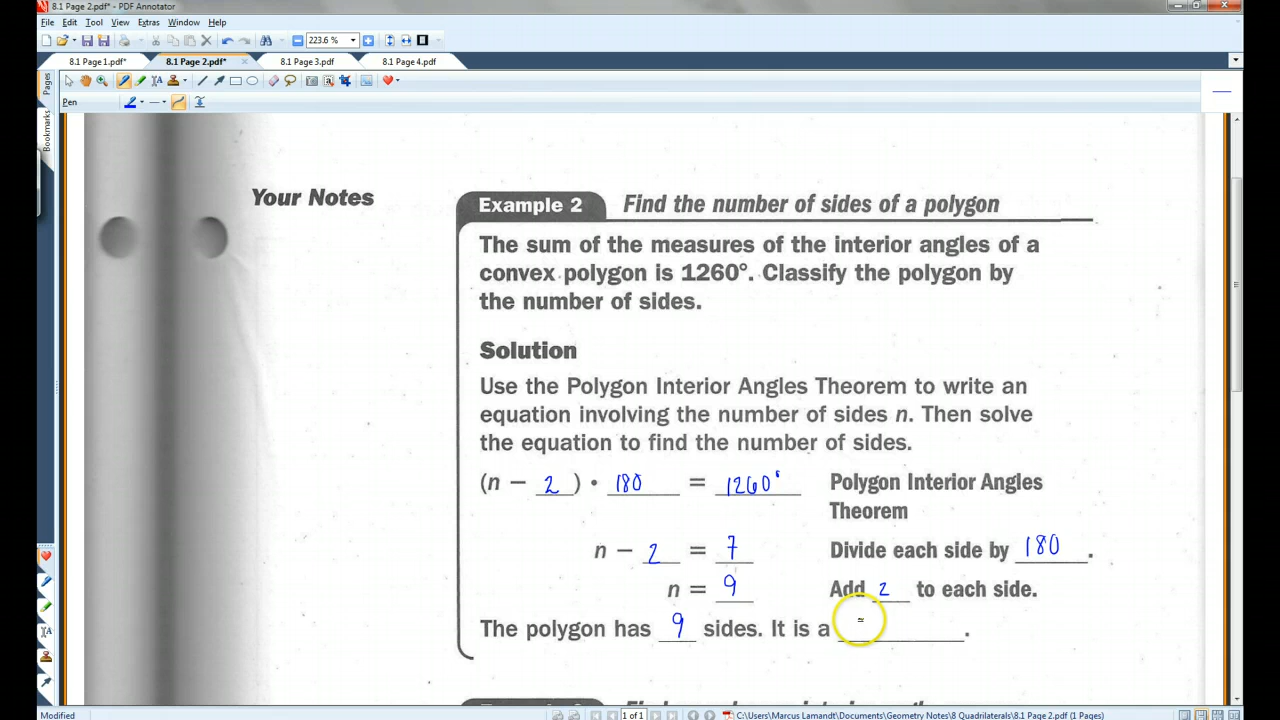 8.1 Page 2.pdf* - PDF Annotator
File Edit Tool View Extras Window Help
223.6 %
8.1 Page 1.pdf* 8.1 Page 2.pdf* 8.1 Page 3.pdf 8.1 Page 4.pdf
Pen
Pages
Bookmarks
Your Notes
Example 2 Find the number of sides of a polygon
The sum of the measures of the interior angles of a
convex polygon is 1260°. Classify the polygon by
the number of sides.
Solution
Use the Polygon Interior Angles Theorem to write an
equation involving the number of sides n. Then solve
the equation to find the number of sides.
(n − 2) • 180 = 1260° Polygon Interior Angles
Theorem
n − 2 = 7 Divide each side by 180.
n = 9 Add 2 to each side.
The polygon has 9 sides. It is a ______.
Modified 1 of 1 C:\Users\Marcus Lamandt\Documents\Geometry Notes\8 Quadrilaterals\8.1 Page 2.pdf (1 Pages)